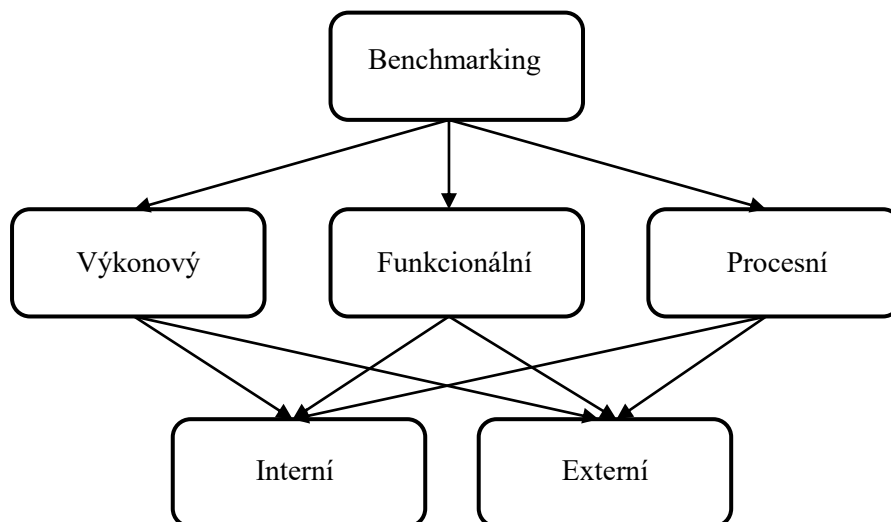 Benchmarking
Výkonový
Funkcionální
Procesní
Interní
Externí